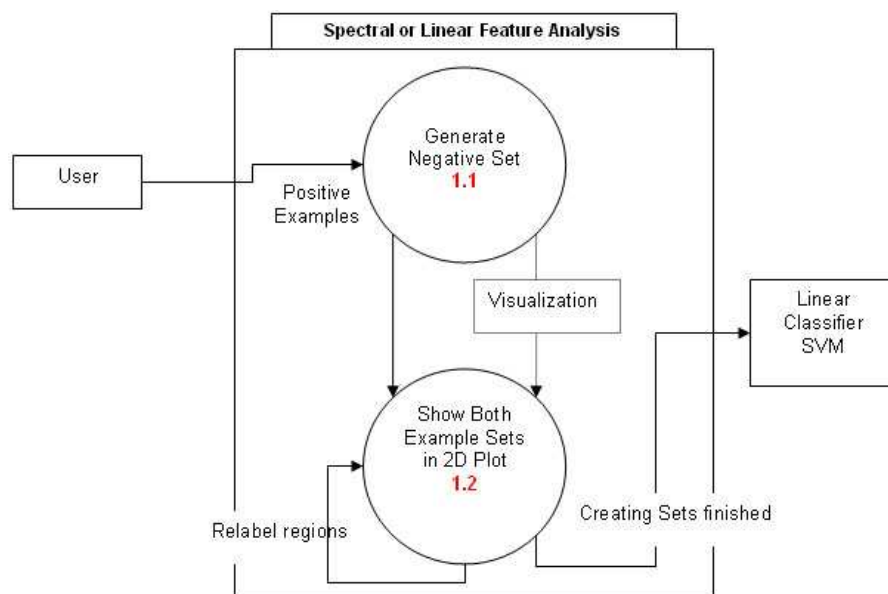 Spectral or Linear Feature Analysis
Generate
Negative Set
1.1
User
Positive
Examples
Visualization
Linear
Classifier
SVM
Show Both
Example Sets
in 2D Plot
1.2
Relabel regions
Creating Sets finished